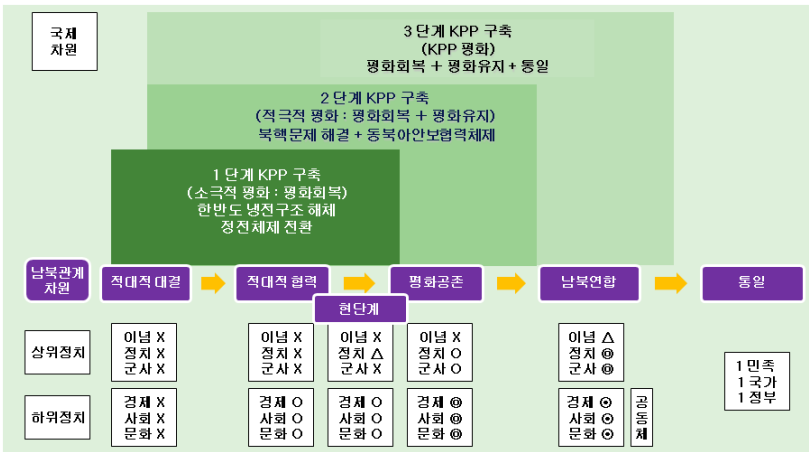 국제
차원
3 단계 KPP 구축
(KPP 평화)
평화회복 + 평화유지 + 통일
2 단계 KPP 구축
(적극적 평화 : 평화회복 + 평화유지)
북핵문제 해결 + 동북아안보협력체제
1 단계 KPP 구축
(소극적 평화 : 평화회복)
한반도 냉전구조 해체
정전체제 전환
남북관계
차원
적대적 대결
적대적 협력
평화공존
남북연합
통일
현단계
상위정치
이념 X
정치 X
군사 X
이념 X
정치 X
군사 X
이념 X
정치 △
군사 X
이념 X
정치 O
군사 O
이념 △
정치 ◎
군사 ◎
1 민족
1 국가
1 정부
하위정치
경제 X
사회 X
문화 X
경제 O
사회 O
문화 O
경제 O
사회 O
문화 O
경제 ◎
사회 ◎
문화 ◎
경제 ⊙
사회 ⊙
문화 ⊙
공
동
체